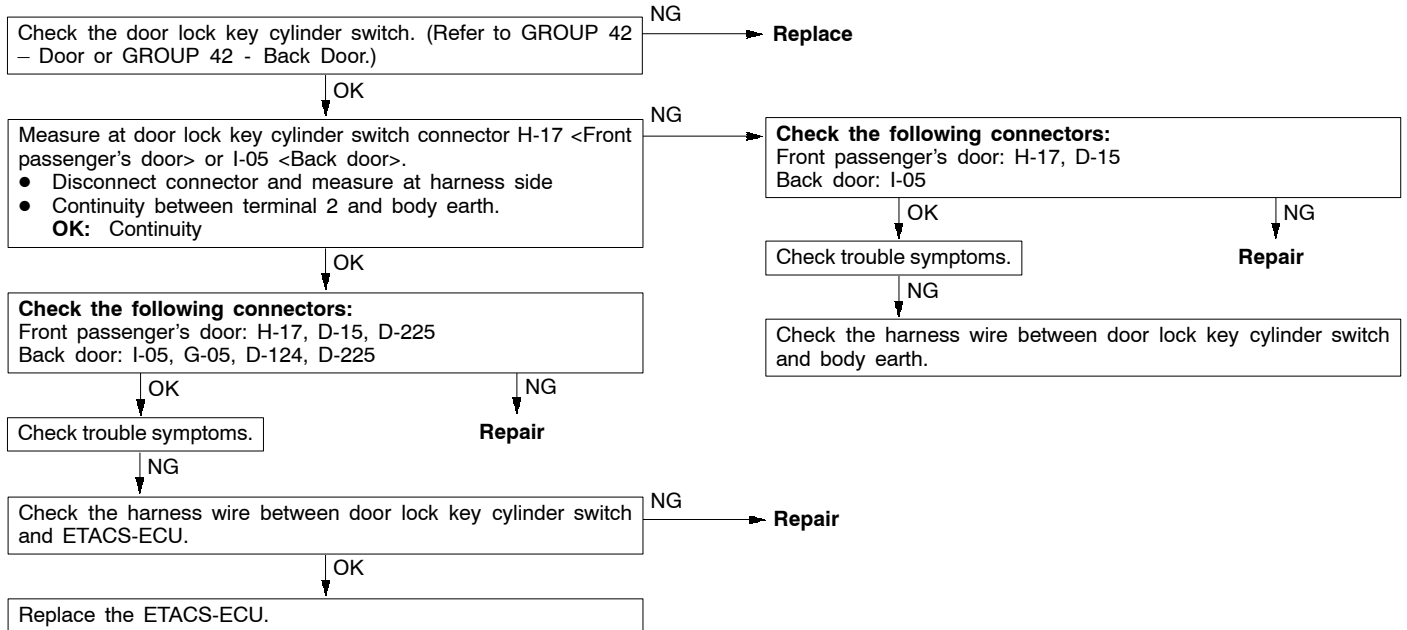 Check the door lock key cylinder switch. (Refer to GROUP 42
– Door or GROUP 42 - Back Door.)
NG
Replace
OK
Measure at door lock key cylinder switch connector H-17 <Front
passenger's door> or I-05 <Back door>.
● Disconnect connector and measure at harness side
● Continuity between terminal 2 and body earth.
OK: Continuity
NG
Check the following connectors:
Front passenger's door: H-17, D-15
Back door: I-05
OK
NG
Check trouble symptoms.
Repair
NG
Check the harness wire between door lock key cylinder switch
and body earth.
OK
Check the following connectors:
Front passenger's door: H-17, D-15, D-225
Back door: I-05, G-05, D-124, D-225
OK
NG
Check trouble symptoms.
Repair
NG
Check the harness wire between door lock key cylinder switch
and ETACS-ECU.
NG
Repair
OK
Replace the ETACS-ECU.